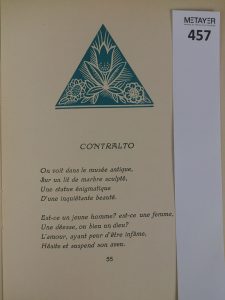 METAYER
457
CONTRALTO
On voit dans le musée antique,
Sur un lit de marbre sculpté,
Une statue énigmatique
D'une inquiétante beauté.
Est-ce un jeune homme? est-ce une femme,
Une déesse, ou bien un dieu?
L'amour, ayant peur d'être infâme,
Hésite et suspend son aveu.
55